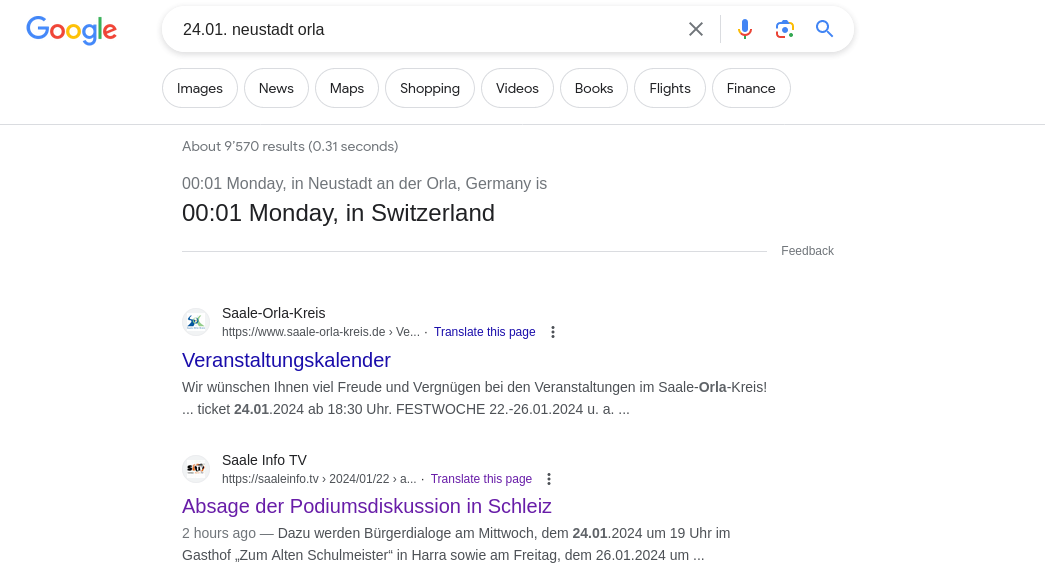 Google
24.01. neustadt orla
Images
News
Maps
Shopping
Videos
Books
Flights
Finance
About 9’570 results (0.31 seconds)
00:01 Monday, in Neustadt an der Orla, Germany is
00:01 Monday, in Switzerland
Feedback
Saale-Orla-Kreis
https://www.saale-orla-kreis.de › Ve... · Translate this page
Veranstaltungskalender
Wir wünschen Ihnen viel Freude und Vergnügen bei den Veranstaltungen im Saale-Orla-Kreis!
... ticket 24.01.2024 ab 18:30 Uhr. FESTWOCHE 22.-26.01.2024 u. a. ...
Saale Info TV
https://saaleinfo.tv › 2024/01/22 › a... · Translate this page
Absage der Podiumsdiskussion in Schleiz
2 hours ago — Dazu werden Bürgerdialoge am Mittwoch, dem 24.01.2024 um 19 Uhr im
Gasthof „Zum Alten Schulmeister“ in Harra sowie am Freitag, dem 26.01.2024 um ...